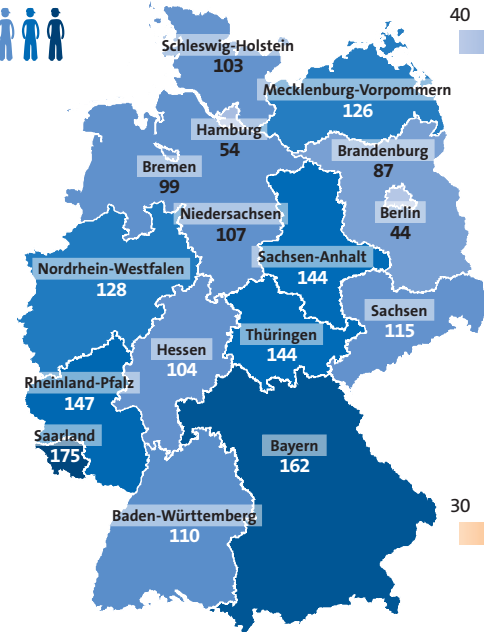 40
Schleswig-Holstein
103
Mecklenburg-Vorpommern
126
Hamburg
54
Brandenburg
87
Bremen
99
Berlin
44
Niedersachsen
107
Sachsen-Anhalt
144
Nordrhein-Westfalen
128
Sachsen
115
Thüringen
144
Hessen
104
Rheinland-Pfalz
147
Saarland
175
Bayern
162
30
Baden-Württemberg
110